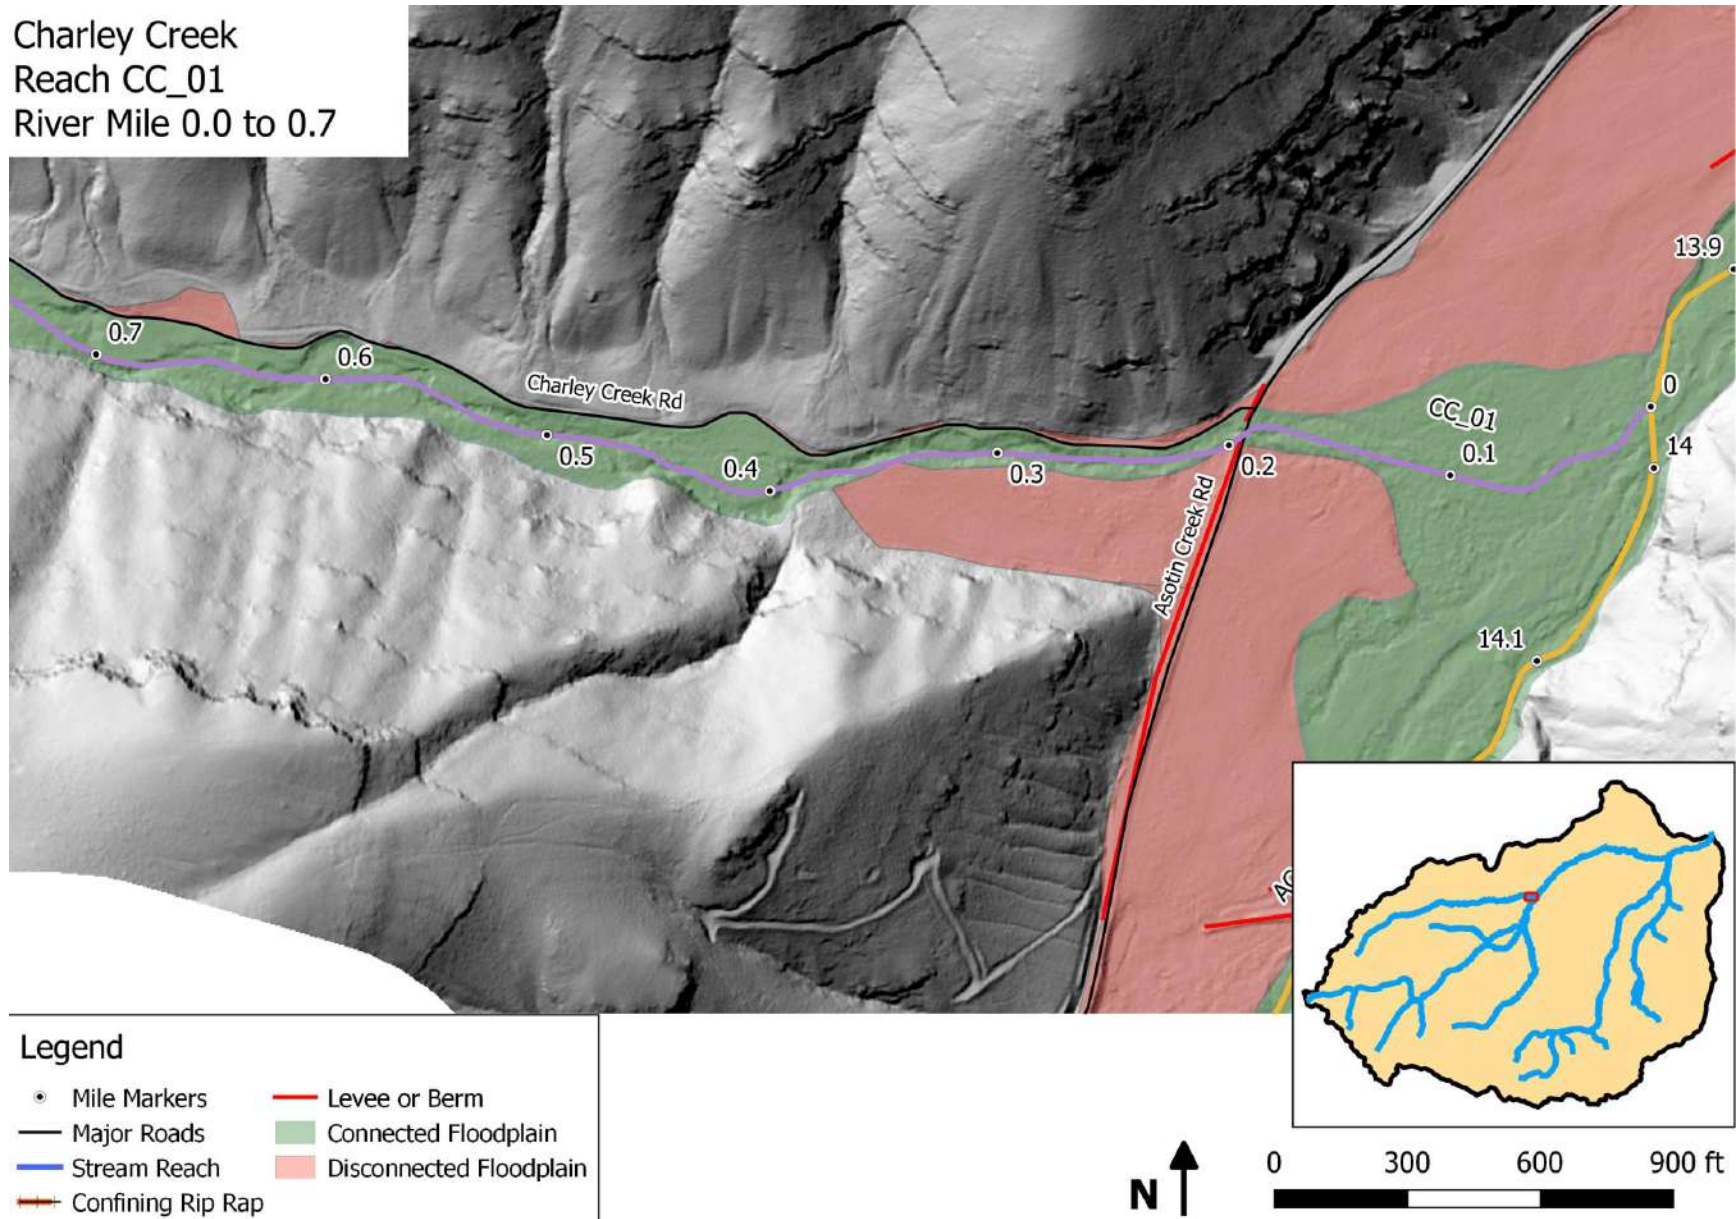 Charley Creek
Reach CC_01
River Mile 0.0 to 0.7
13.9
0.7
0.6
0
Charley Creek Rd
CC_01
0.5
0.4
0.3
0.2
0.1
14
Asotin Creek Rd
14.1
Legend
Mile Markers
Major Roads
Stream Reach
Confining Rip Rap
Levee or Berm
Connected Floodplain
Disconnected Floodplain
N
0 300 600 900 ft